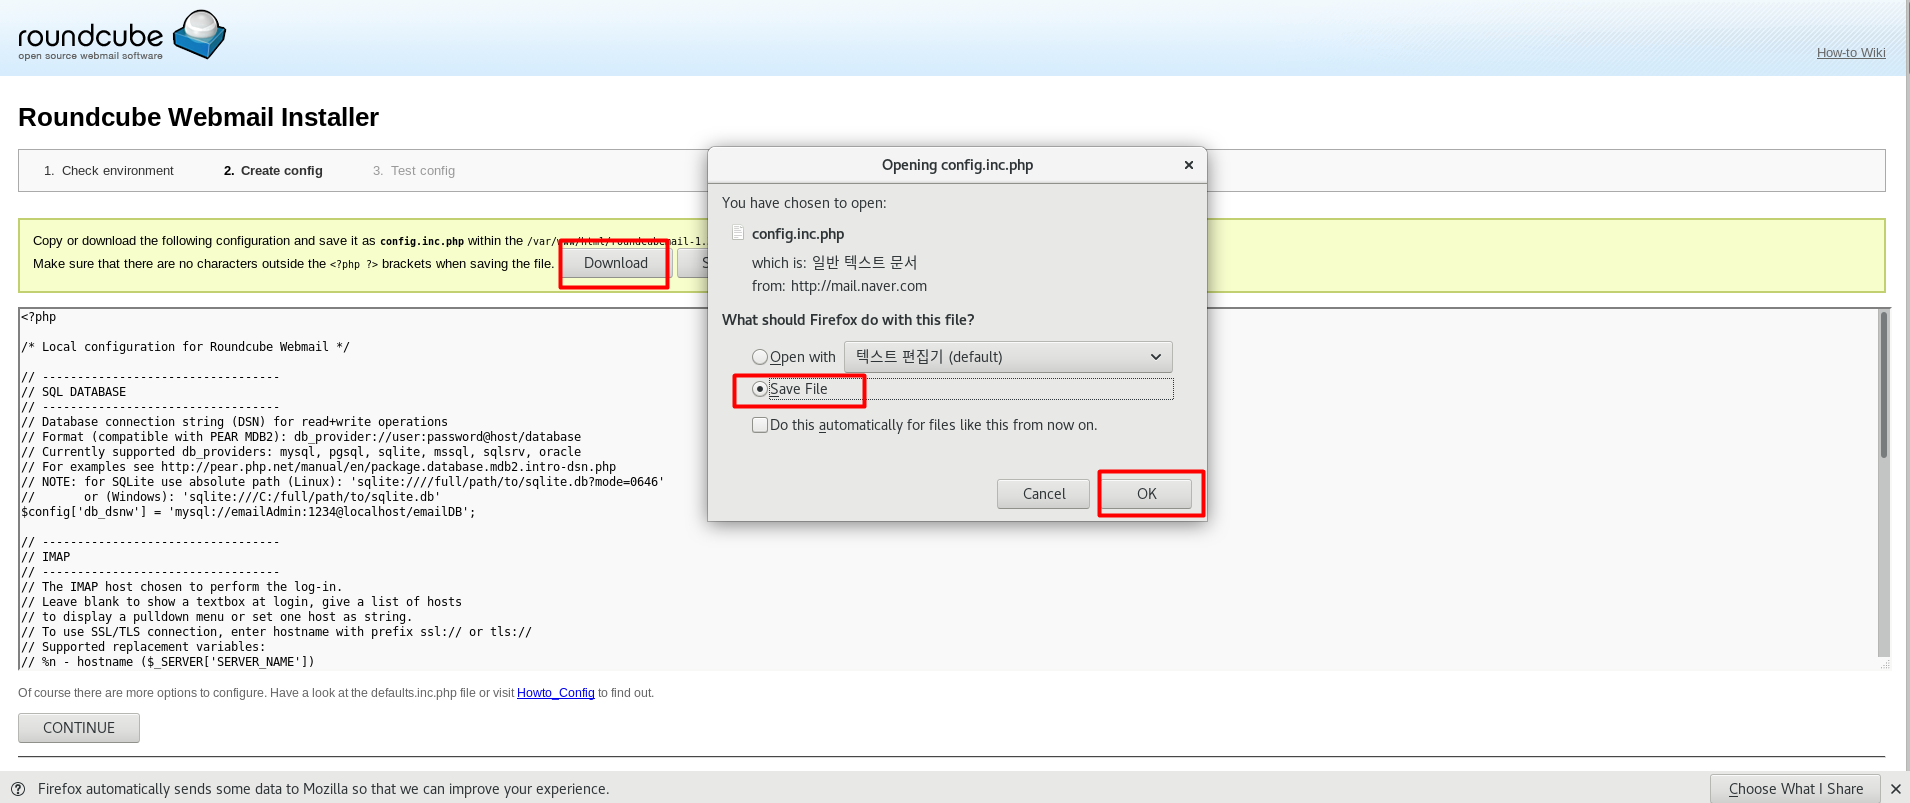 roundcube
open source webmail software
How-to Wiki
Roundcube Webmail Installer
1. Check environment 2. Create config 3. Test config
Copy or download the following configuration and save it as config.inc.php within the /var/www/html/roundcubemail-1.
Make sure that there are no characters outside the <?php ?> brackets when saving the file. Download S
Opening config.inc.php
You have chosen to open:
config.inc.php
which is: 일반 텍스트 문서
from: http://mail.naver.com
What should Firefox do with this file?
Open with 텍스트 편집기 (default)
Save File
Do this automatically for files like this from now on.
Cancel OK
<?php
/* Local configuration for Roundcube Webmail */
// ----------------------------------
// SQL DATABASE
// ----------------------------------
// Database connection string (DSN) for read+write operations
// Format (compatible with PEAR MDB2): db_provider://user:password@host/database
// Currently supported db_providers: mysql, pgsql, sqlite, mssql, sqlsrv, oracle
// For examples see http://pear.php.net/manual/en/package.database.mdb2.intro-dsn.php
// NOTE: for SQLite use absolute path (Linux): 'sqlite:////full/path/to/sqlite.db?mode=0646'
//       or (Windows): 'sqlite:///C:/full/path/to/sqlite.db'
$config['db_dsnw'] = 'mysql://emailAdmin:1234@localhost/emailDB';
// ----------------------------------
// IMAP
// ----------------------------------
// The IMAP host chosen to perform the log-in.
// Leave blank to show a textbox at login, give a list of hosts
// to display a pulldown menu or set one host as string.
// To use SSL/TLS connection, enter hostname with prefix ssl:// or tls://
// Supported replacement variables:
// %n - hostname ($_SERVER['SERVER_NAME'])
Of course there are more options to configure. Have a look at the defaults.inc.php file or visit Howto_Config to find out.
CONTINUE
Firefox automatically sends some data to Mozilla so that we can improve your experience. Choose What I Share